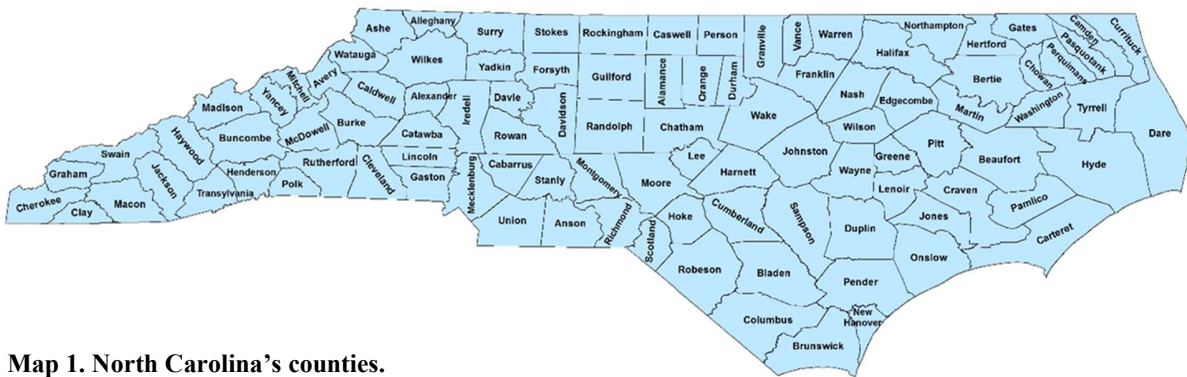 Ashe
Alleghany
Surry
Stokes
Rockingham
Caswell
Person
Granville
Vance
Warren
Northampton
Gates
Camden
Currituck
Pasquotank
Perquimans
Chowan
Hertford
Halifax
Bertie
Watauga
Wilkes
Yadkin
Forsyth
Guilford
Alamance
Orange
Durham
Franklin
Nash
Edgecombe
Martin
Washington
Tyrrell
Dare
Mitchell
Avery
Caldwell
Alexander
Iredell
Davie
Davidson
Randolph
Chatham
Wake
Wilson
Pitt
Beaufort
Hyde
Madison
Yancey
Burke
McDowell
Catawba
Rowan
Johnston
Greene
Wayne
Lenoir
Craven
Pamlico
Haywood
Buncombe
Swain
Graham
Jackson
Henderson
Rutherford
Polk
Cleveland
Lincoln
Gaston
Mecklenburg
Cabarrus
Stanly
Montgomery
Moore
Lee
Harnett
Jones
Carteret
Cherokee
Clay
Macon
Transylvania
Union
Anson
Richmond
Scotland
Hoke
Cumberland
Sampson
Duplin
Onslow
Robeson
Bladen
Pender
Columbus
New
Hanover
Brunswick
Map 1. North Carolina’s counties.